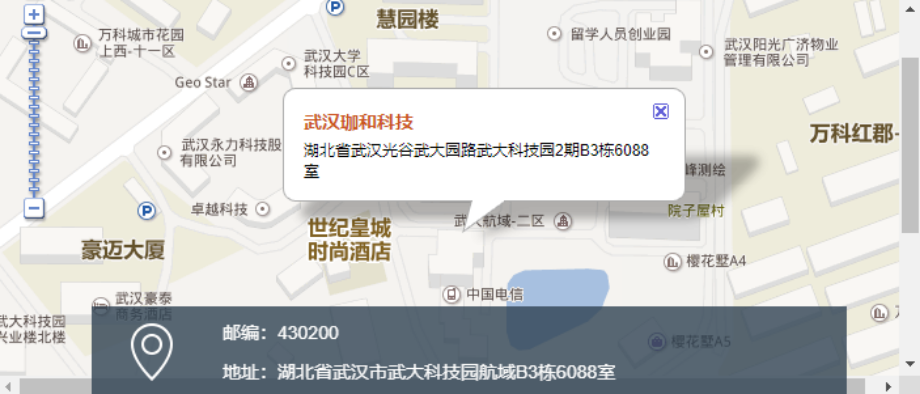 慧园楼
万科城市花园
上西-十一区
留学人员创业园
武汉大学
科技园C区
武汉阳光广济物业
管理有限公司
Geo Star
武汉珈和科技
湖北省武汉光谷武大园路武大科技园2期B3栋6088
室
万科红郡-
武汉永力科技股
有限公司
峰测绘
卓越科技
院子屋村
世纪皇城
时尚酒店
航域-二区
豪迈大厦
樱花墅A4
中国电信
武汉豪泰
商务酒店
武大科技园
兴业楼北楼
樱花墅A5
邮编：430200
地址：湖北省武汉市武大科技园航域B3栋6088室